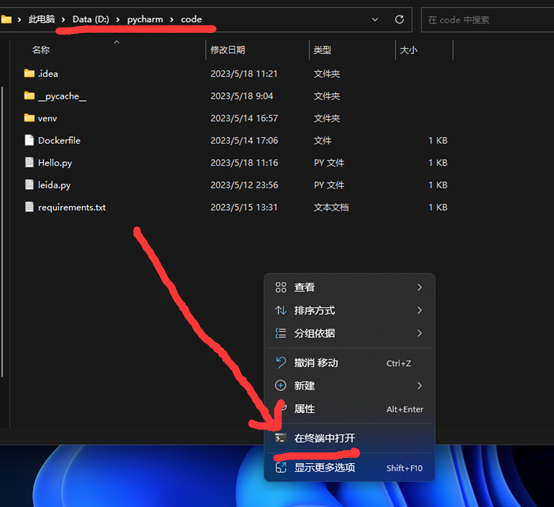 此电脑 > Data (D:) > pycharm > code
在 code 中搜索
名称 修改日期 类型 大小
.idea 2023/5/18 11:21 文件夹
__pycache__ 2023/5/18 9:04 文件夹
venv 2023/5/14 16:57 文件夹
Dockerfile 2023/5/14 17:06 文件 1 KB
Hello.py 2023/5/18 11:16 PY 文件 1 KB
leida.py 2023/5/12 23:56 PY 文件 1 KB
requirements.txt 2023/5/15 13:31 文本文档 1 KB
查看
排序方式
分组依据
撤消 移动 Ctrl+Z
新建
属性 Alt+Enter
在终端中打开
显示更多选项 Shift+F10